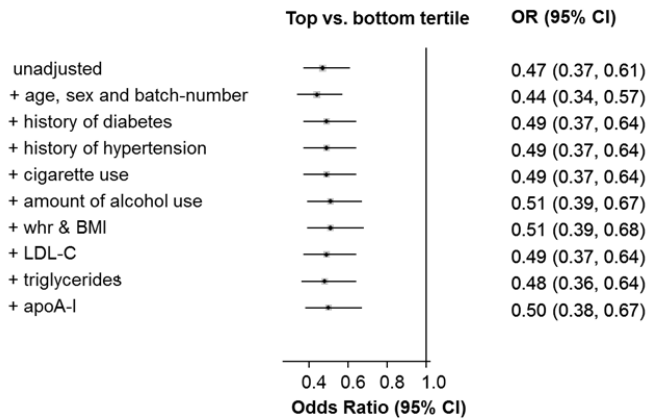 Top vs. bottom tertile OR (95% CI)
unadjusted 0.47 (0.37, 0.61)
+ age, sex and batch-number 0.44 (0.34, 0.57)
+ history of diabetes 0.49 (0.37, 0.64)
+ history of hypertension 0.49 (0.37, 0.64)
+ cigarette use 0.49 (0.37, 0.64)
+ amount of alcohol use 0.51 (0.39, 0.67)
+ whr & BMI 0.51 (0.39, 0.68)
+ LDL-C 0.49 (0.37, 0.64)
+ triglycerides 0.48 (0.36, 0.64)
+ apoA-I 0.50 (0.38, 0.67)
0.4 0.6 0.8 1.0
Odds Ratio (95% CI)